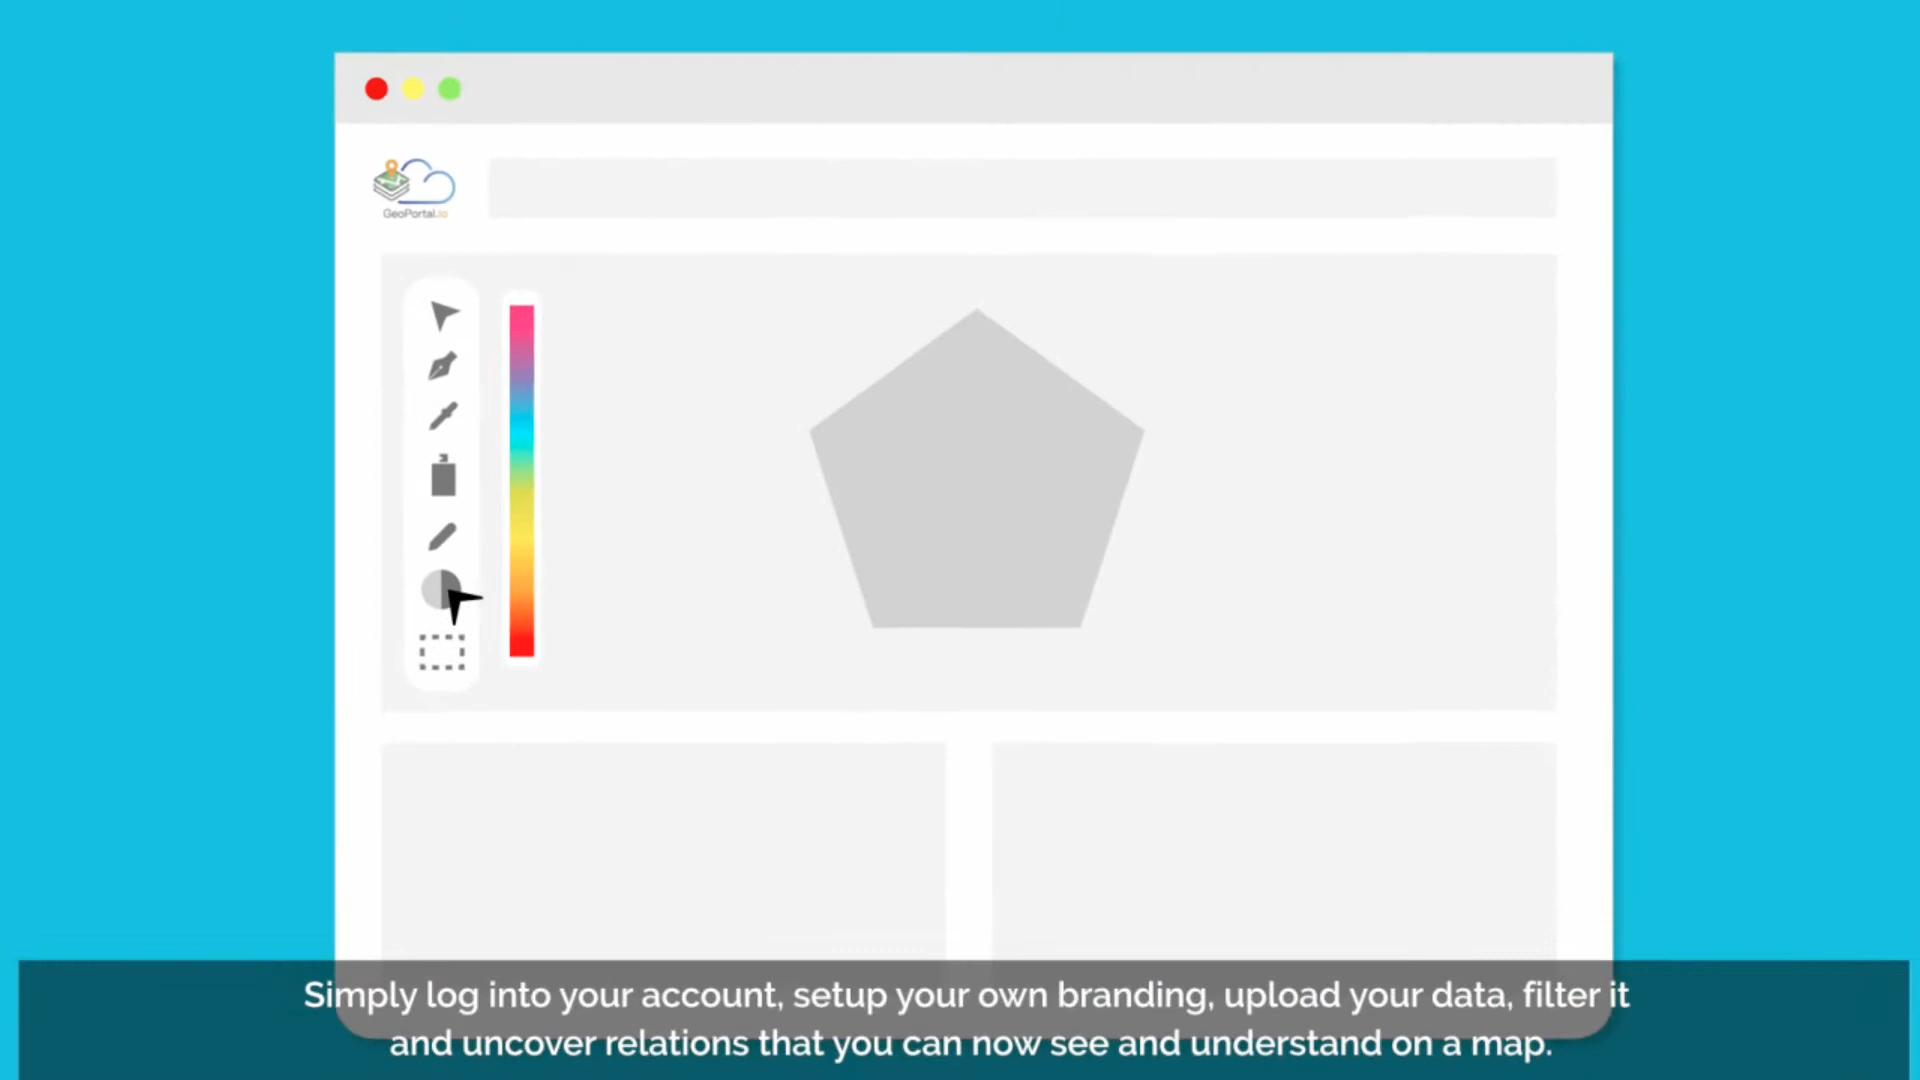 GeoPortal.io
Simply log into your account, setup your own branding, upload your data, filter it
and uncover relations that you can now see and understand on a map.